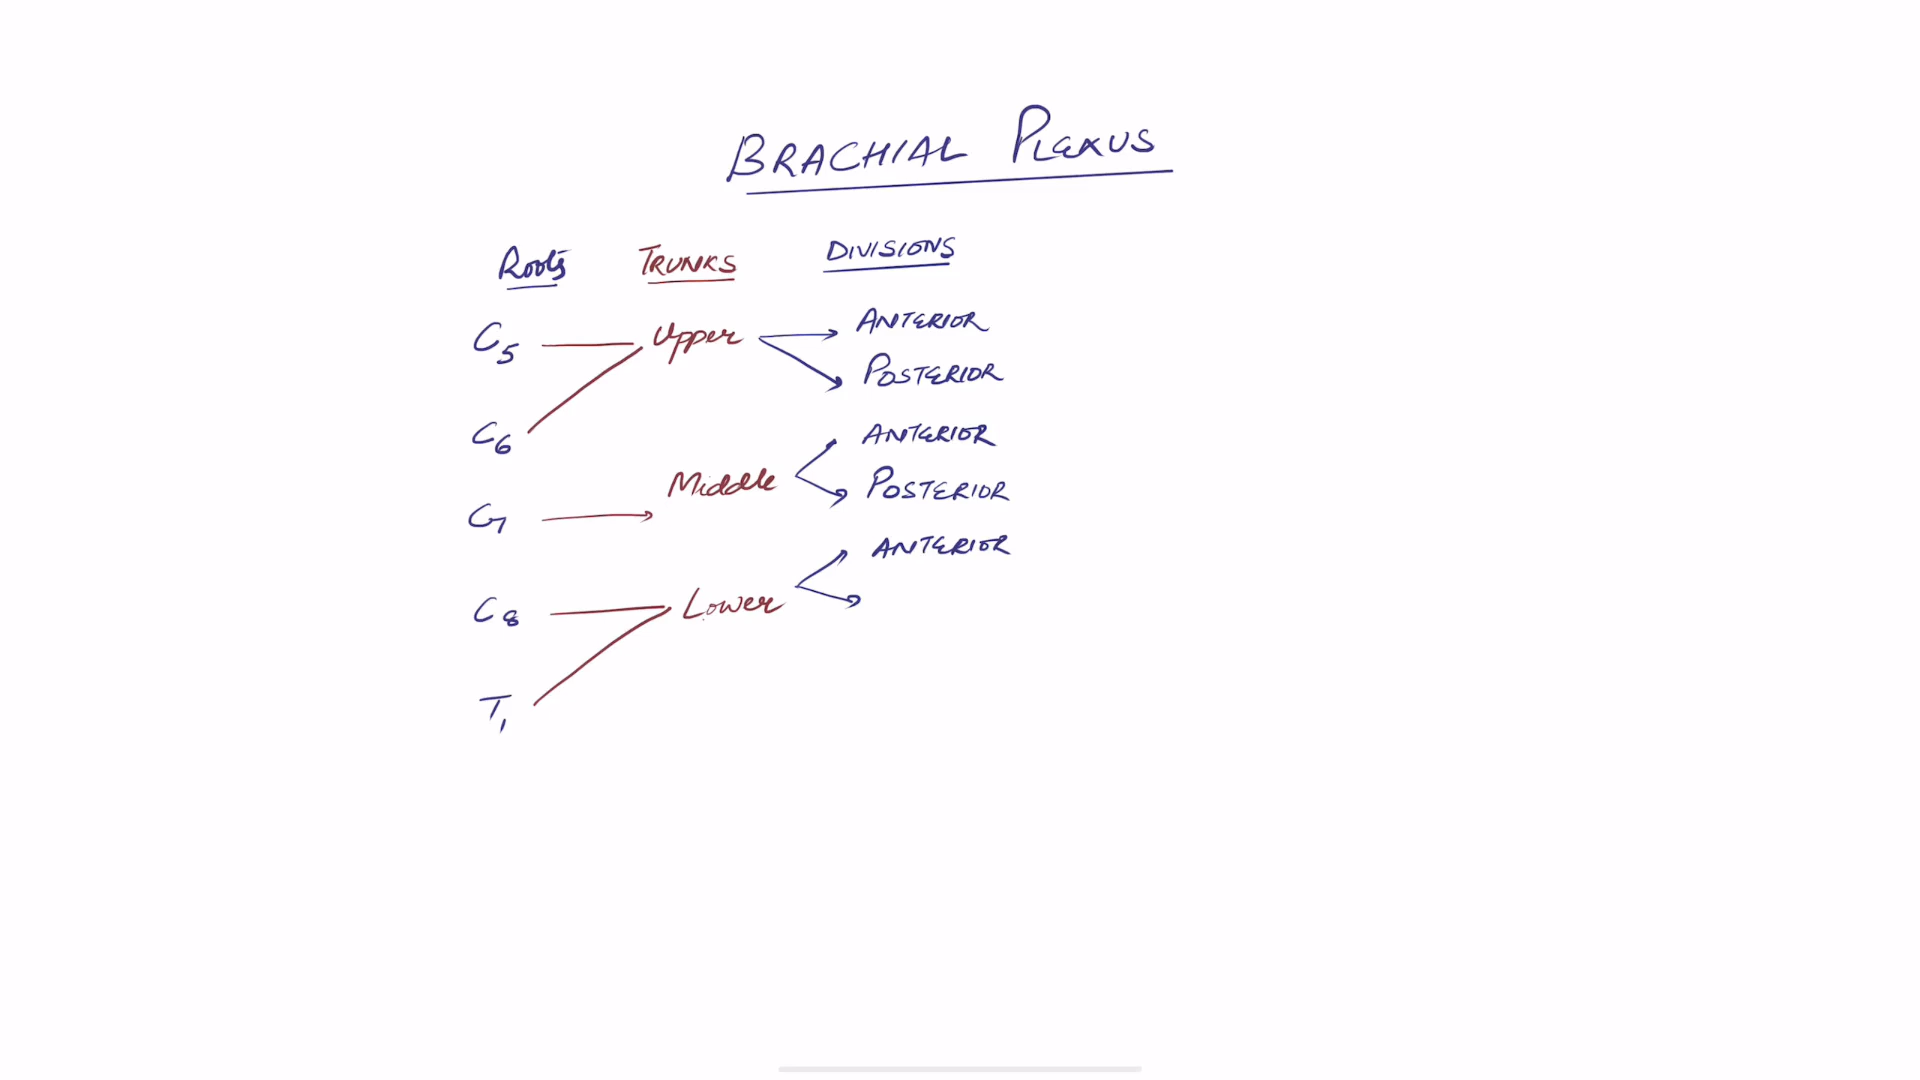 BRACHIAL PLEXUS
Roots TRUNKS DIVISIONS
C5 Upper ANTERIOR
POSTERIOR
C6 ANTERIOR
Middle POSTERIOR
C7
ANTERIOR
C8 Lower
T1